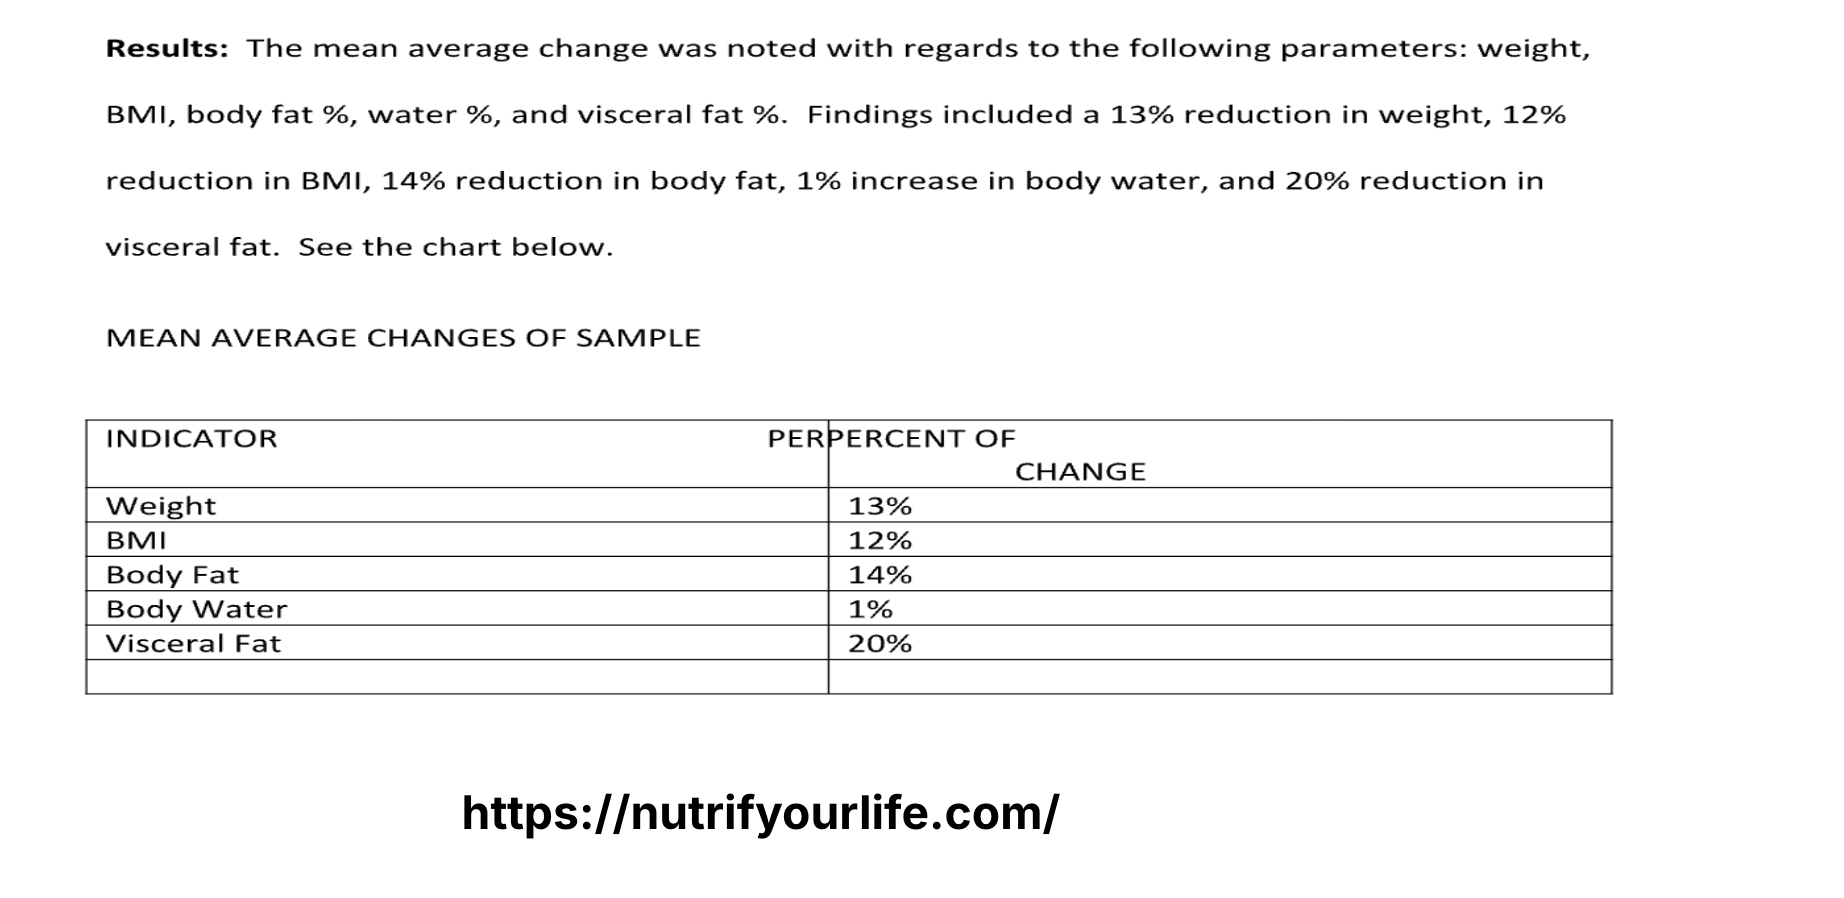 Results:  The mean average change was noted with regards to the following parameters: weight,
BMI, body fat %, water %, and visceral fat %.  Findings included a 13% reduction in weight, 12%
reduction in BMI, 14% reduction in body fat, 1% increase in body water, and 20% reduction in
visceral fat.  See the chart below.
MEAN AVERAGE CHANGES OF SAMPLE
INDICATOR PERPERCENT OF
CHANGE
Weight 13%
BMI 12%
Body Fat 14%
Body Water 1%
Visceral Fat 20%
https://nutrifyourlife.com/